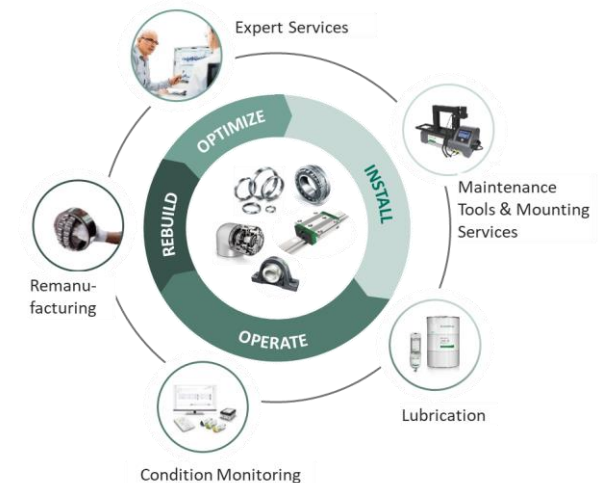 Expert Services
OPTIMIZE
INSTALL
REBUILD
OPERATE
Maintenance
Tools & Mounting
Services
Remanu-
facturing
Lubrication
Condition Monitoring